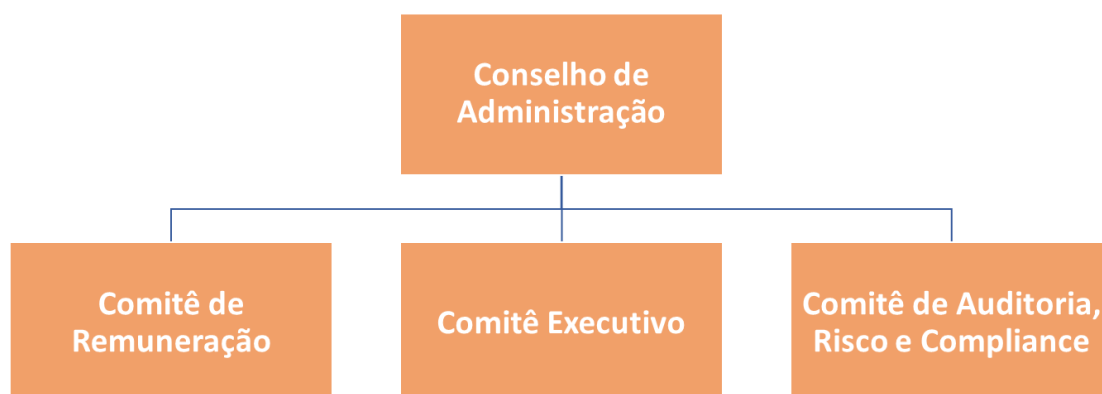 Conselho de
Administração
Comitê de
Remuneração
Comitê Executivo
Comitê de Auditoria,
Risco e Compliance